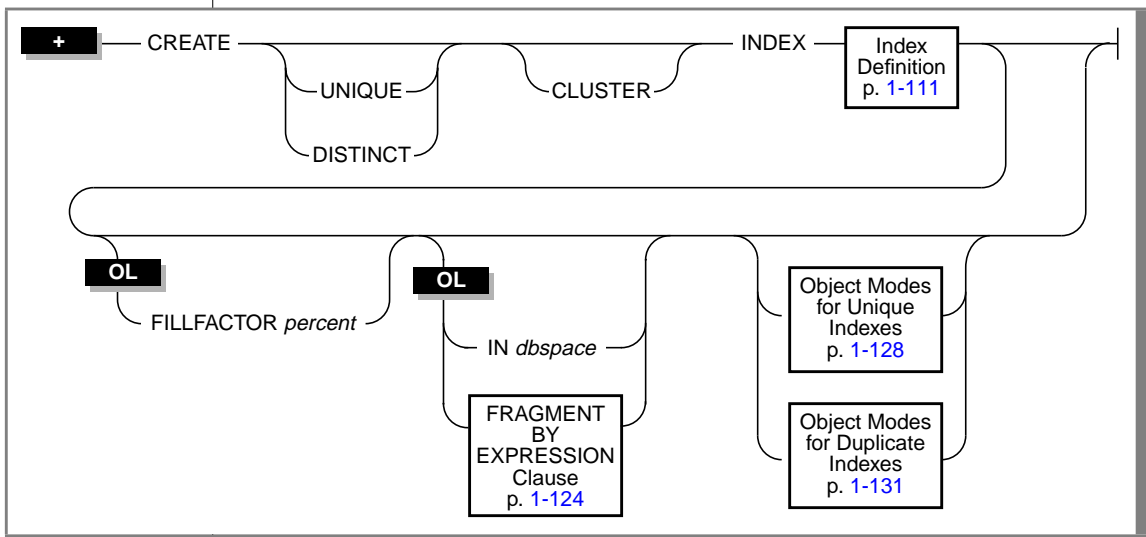 +
CREATE
UNIQUE
DISTINCT
CLUSTER
INDEX
Index
Definition
p. 1-111
OL
FILLFACTOR percent
OL
IN dbspace
FRAGMENT
BY
EXPRESSION
Clause
p. 1-124
Object Modes
for Unique
Indexes
p. 1-128
Object Modes
for Duplicate
Indexes
p. 1-131